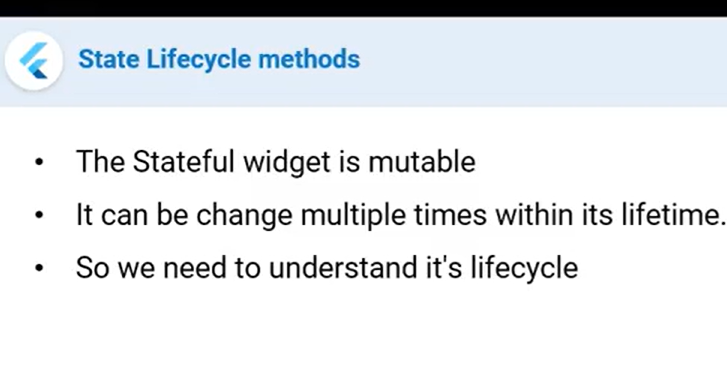 State Lifecycle methods
• The Stateful widget is mutable
• It can be change multiple times within its lifetime.
• So we need to understand it's lifecycle